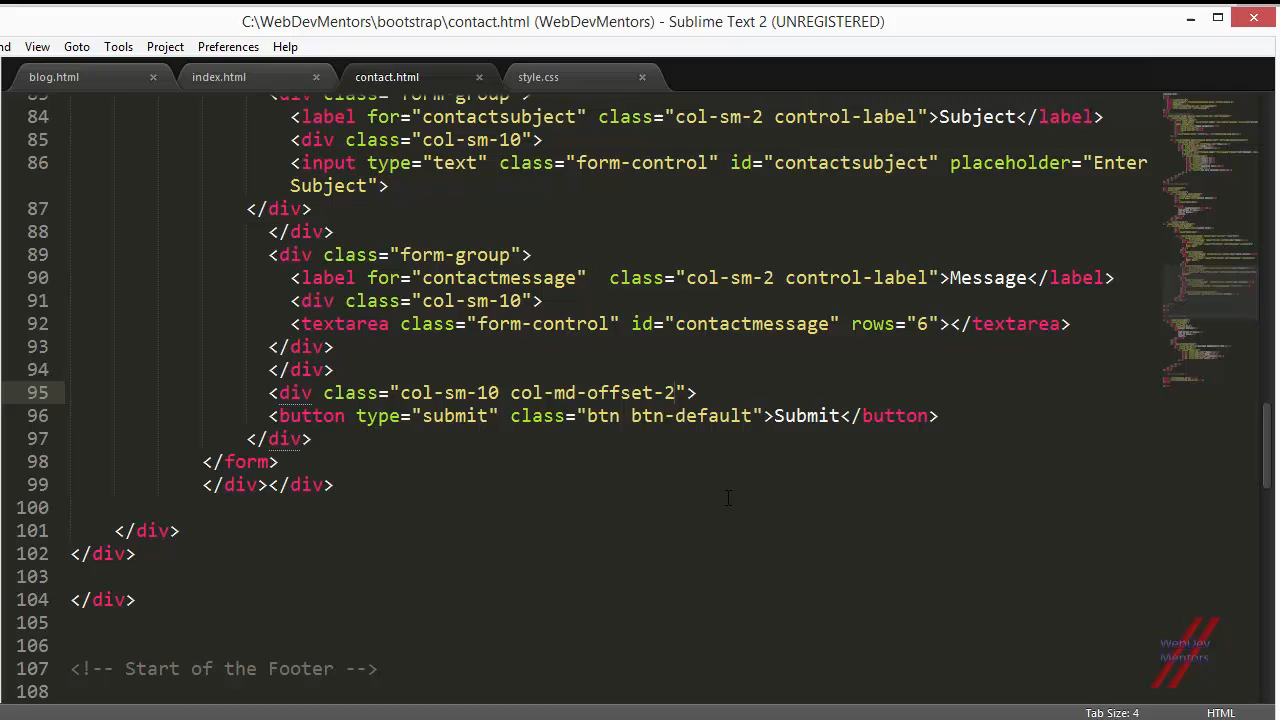 C:\WebDevMentors\bootstrap\contact.html (WebDevMentors) - Sublime Text 2 (UNREGISTERED)
nd View Goto Tools Project Preferences Help
blog.html × index.html × contact.html × style.css ×
<div class="form-group">
84 <label for="contactsubject" class="col-sm-2 control-label">Subject</label>
85 <div class="col-sm-10">
86 <input type="text" class="form-control" id="contactsubject" placeholder="Enter
Subject">
87 </div>
88 </div>
89 <div class="form-group">
90 <label for="contactmessage"  class="col-sm-2 control-label">Message</label>
91 <div class="col-sm-10">
92 <textarea class="form-control" id="contactmessage" rows="6"></textarea>
93 </div>
94 </div>
95 <div class="col-sm-10 col-md-offset-2">
96 <button type="submit" class="btn btn-default">Submit</button>
97 </div>
98 </form>
99 </div></div>
100
101 </div>
102 </div>
103
104 </div>
105
106
107 <!-- Start of the Footer -->
108
WebDev
Mentors
Tab Size: 4 HTML